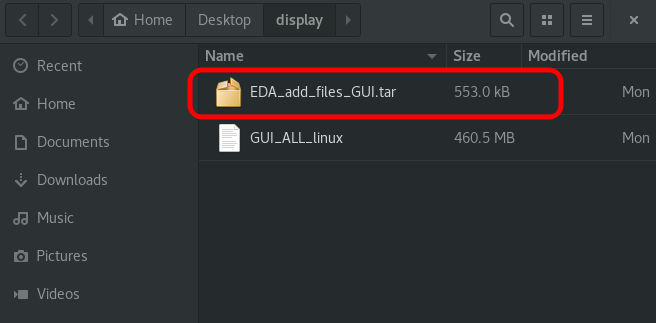 Home Desktop display
Name Size Modified
Recent
EDA_add_files_GUI.tar 553.0 kB Mon
Home
Documents
GUI_ALL_linux 460.5 MB Mon
Downloads
Music
Pictures
Videos